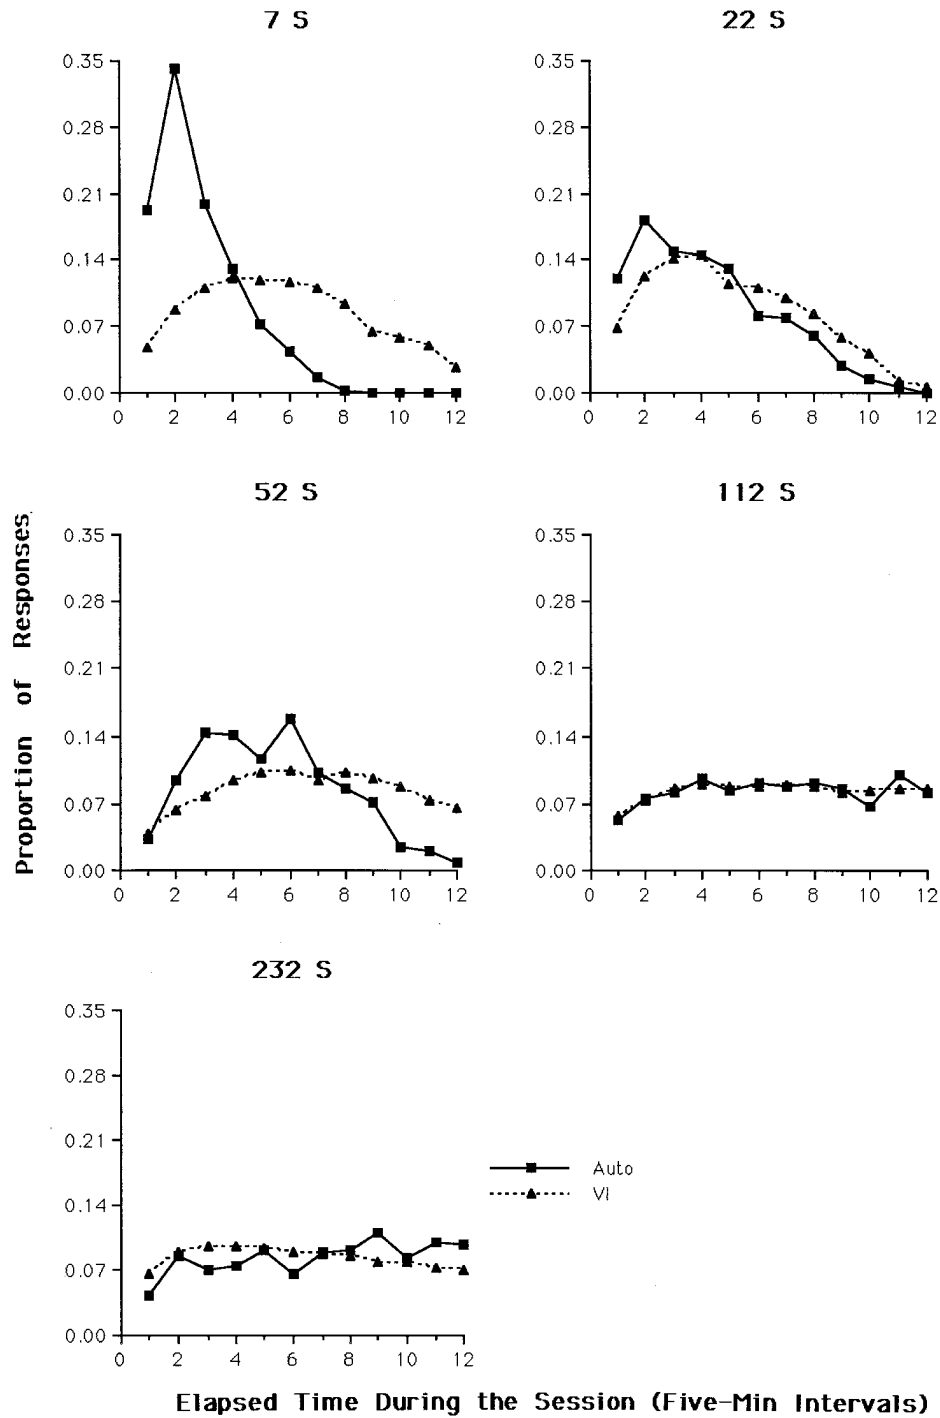 7 S
0.35
0.28
0.21
0.14
0.07
0.00
0 2 4 6 8 10 12
22 S
0.35
0.28
0.21
0.14
0.07
0.00
0 2 4 6 8 10 12
52 S
0.35
0.28
0.21
0.14
0.07
0.00
0 2 4 6 8 10 12
112 S
0.35
0.28
0.21
0.14
0.07
0.00
0 2 4 6 8 10 12
232 S
0.35
0.28
0.21
0.14
0.07
0.00
0 2 4 6 8 10 12
Auto
VI
Proportion of Responses
Elapsed Time During the Session (Five-Min Intervals)